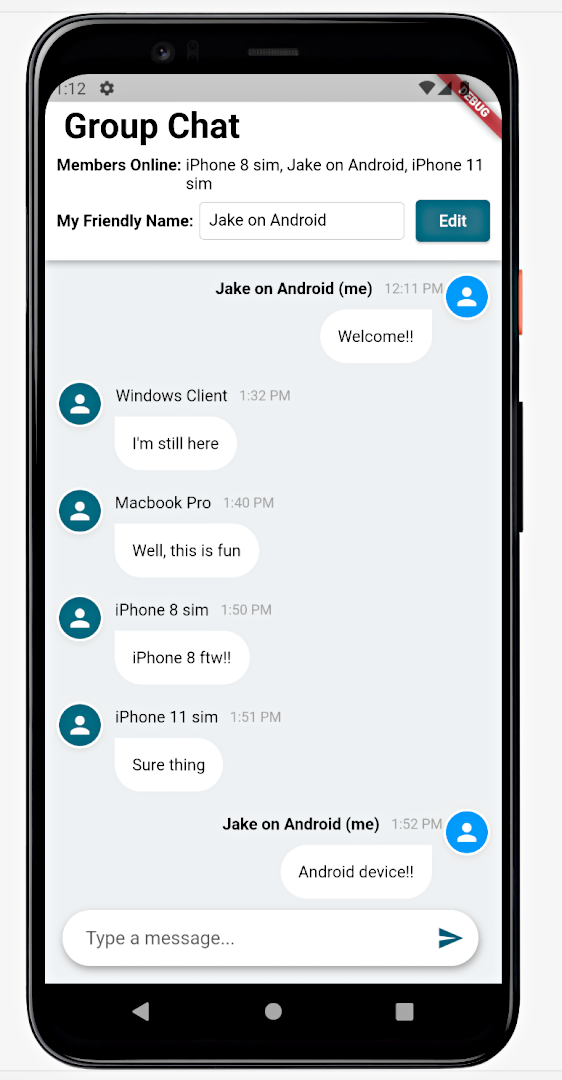 1:12
DEBUG
Group Chat
Members Online: iPhone 8 sim, Jake on Android, iPhone 11
sim
My Friendly Name: Jake on Android Edit
Jake on Android (me) 12:11 PM
Welcome!!
Windows Client 1:32 PM
I'm still here
Macbook Pro 1:40 PM
Well, this is fun
iPhone 8 sim 1:50 PM
iPhone 8 ftw!!
iPhone 11 sim 1:51 PM
Sure thing
Jake on Android (me) 1:52 PM
Android device!!
Type a message...